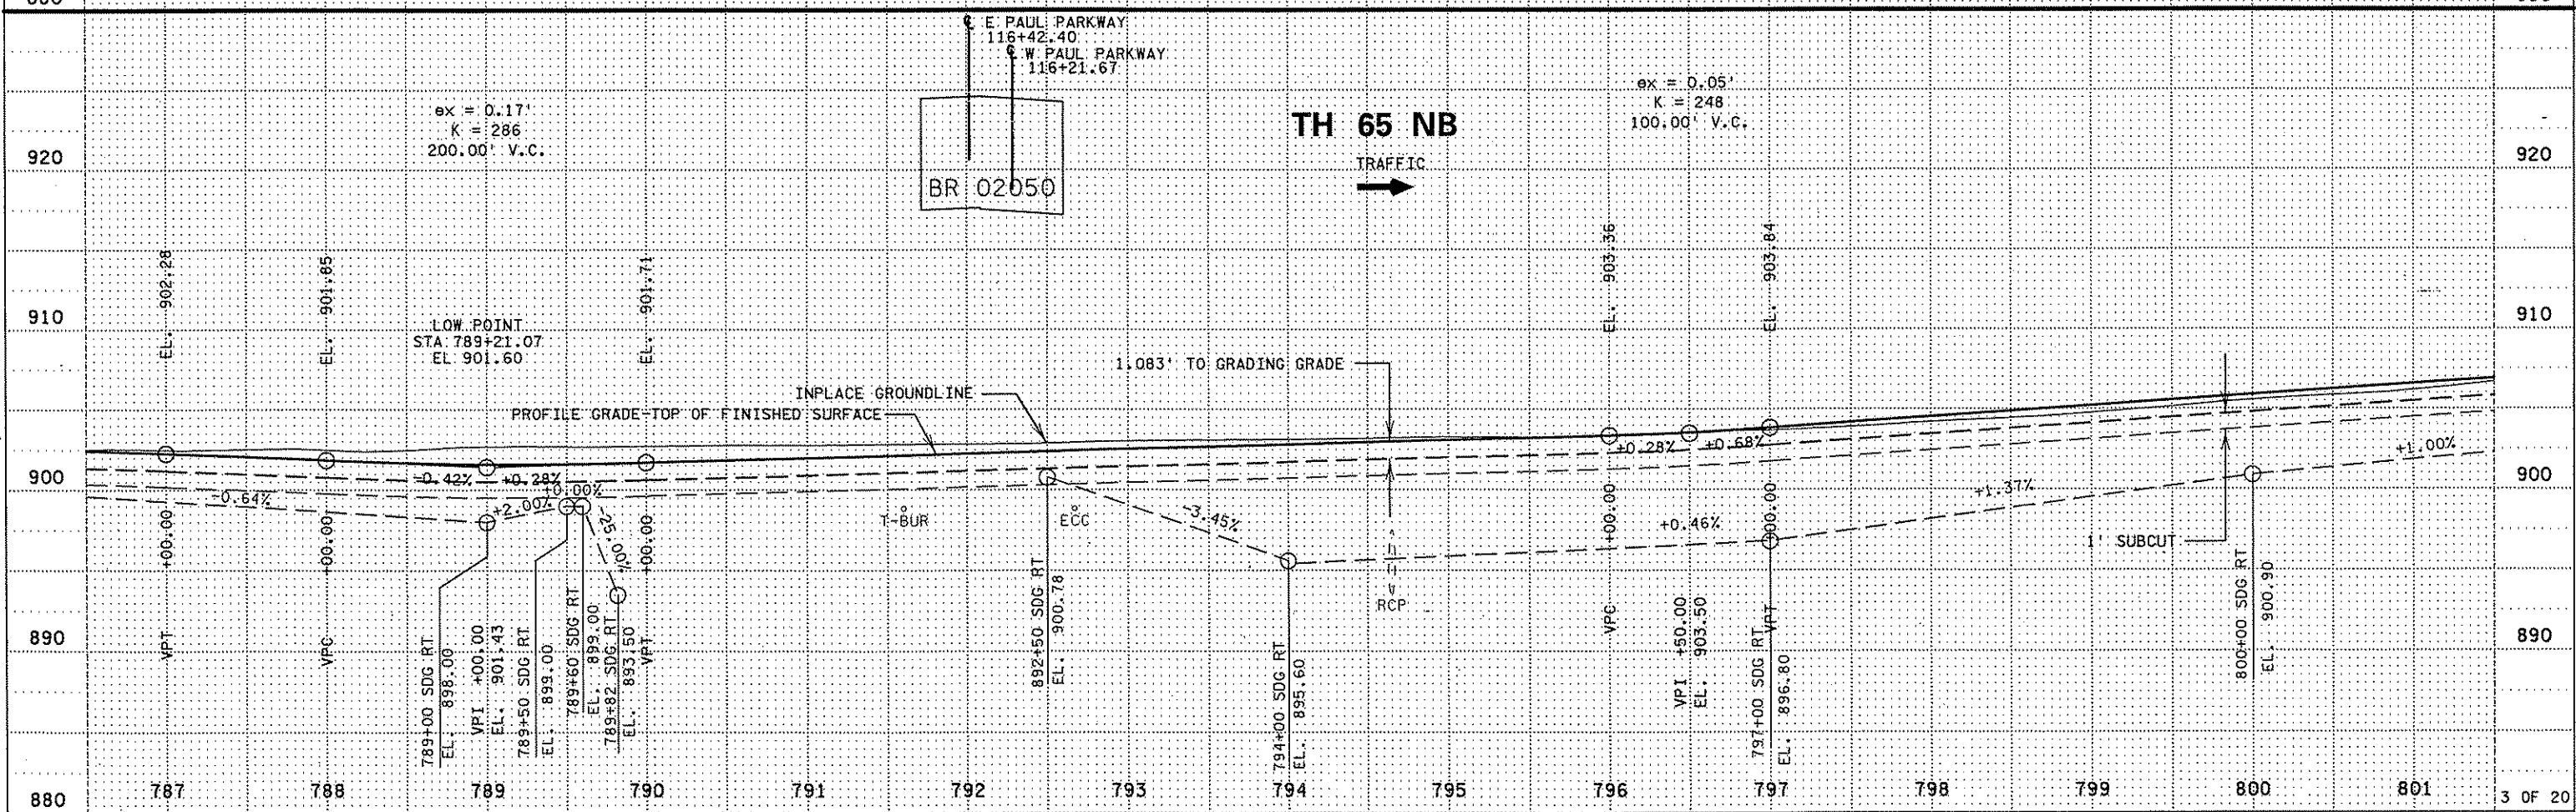 ℄ E PAUL PARKWAY
116+42.40
℄ W PAUL PARKWAY
116+21.67
BR 02050
ex = 0.17'
K = 286
200.00' V.C.
TH 65 NB
TRAFFIC
ex = 0.05'
K = 248
100.00' V.C.
920
920
910
910
900
900
890
890
880
EL. 902.28
EL. 901.85
EL. 901.71
EL. 903.36
EL. 903.84
LOW POINT
STA 789+21.07
EL 901.60
INPLACE GROUNDLINE
PROFILE GRADE-TOP OF FINISHED SURFACE
1.083' TO GRADING GRADE
-0.64%
-0.42%
+0.28%
+2.00%
+0.00%
-25.00%
T-BUR
ECC
-3.45%
+0.28%
+0.68%
+0.46%
+1.37%
+1.00%
1' SUBCUT
RCP
VPT +00.00
VPC +00.00
789+00 SDG RT
EL. 898.00
VPI +00.00
EL. 901.43
789+50 SDG RT
EL. 899.00
789+60 SDG RT
EL. 899.00
789+82 SDG RT
EL. 893.50
VPT +00.00
892+50 SDG RT
EL. 900.78
794+00 SDG RT
EL. 895.60
VPC +00.00
VPI +50.00
EL. 903.50
797+00 SDG RT
EL. 896.80
VPT +00.00
800+00 SDG RT
EL. 900.90
787 788 789 790 791 792 793 794 795 796 797 798 799 800 801
3 OF 20